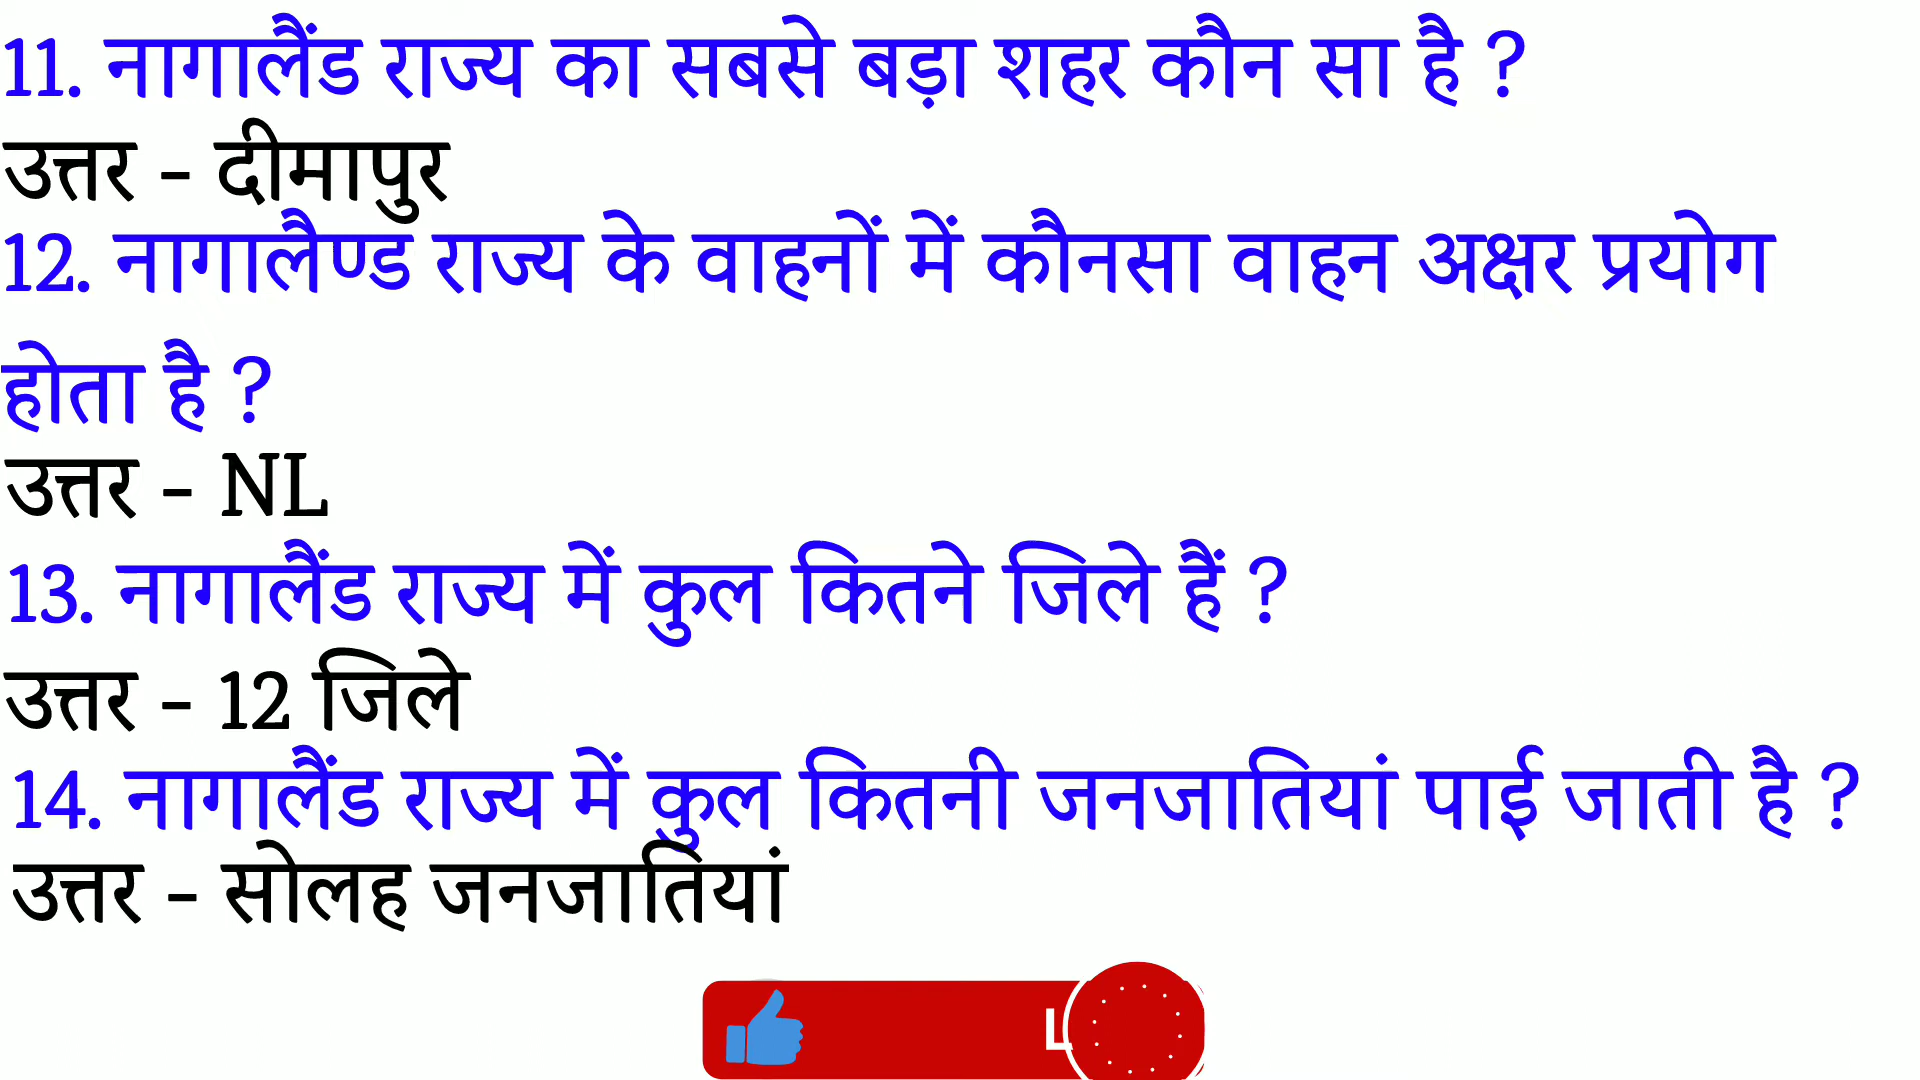 11. नागालैंड राज्य का सबसे बड़ा शहर कौन सा है ?
उत्तर - दीमापुर
12. नागालैण्ड राज्य के वाहनों में कौनसा वाहन अक्षर प्रयोग
होता है ?
उत्तर - NL
13. नागालैंड राज्य में कुल कितने जिले हैं ?
उत्तर - 12 जिले
14. नागालैंड राज्य में कुल कितनी जनजातियां पाई जाती है ?
उत्तर - सोलह जनजातियां
L